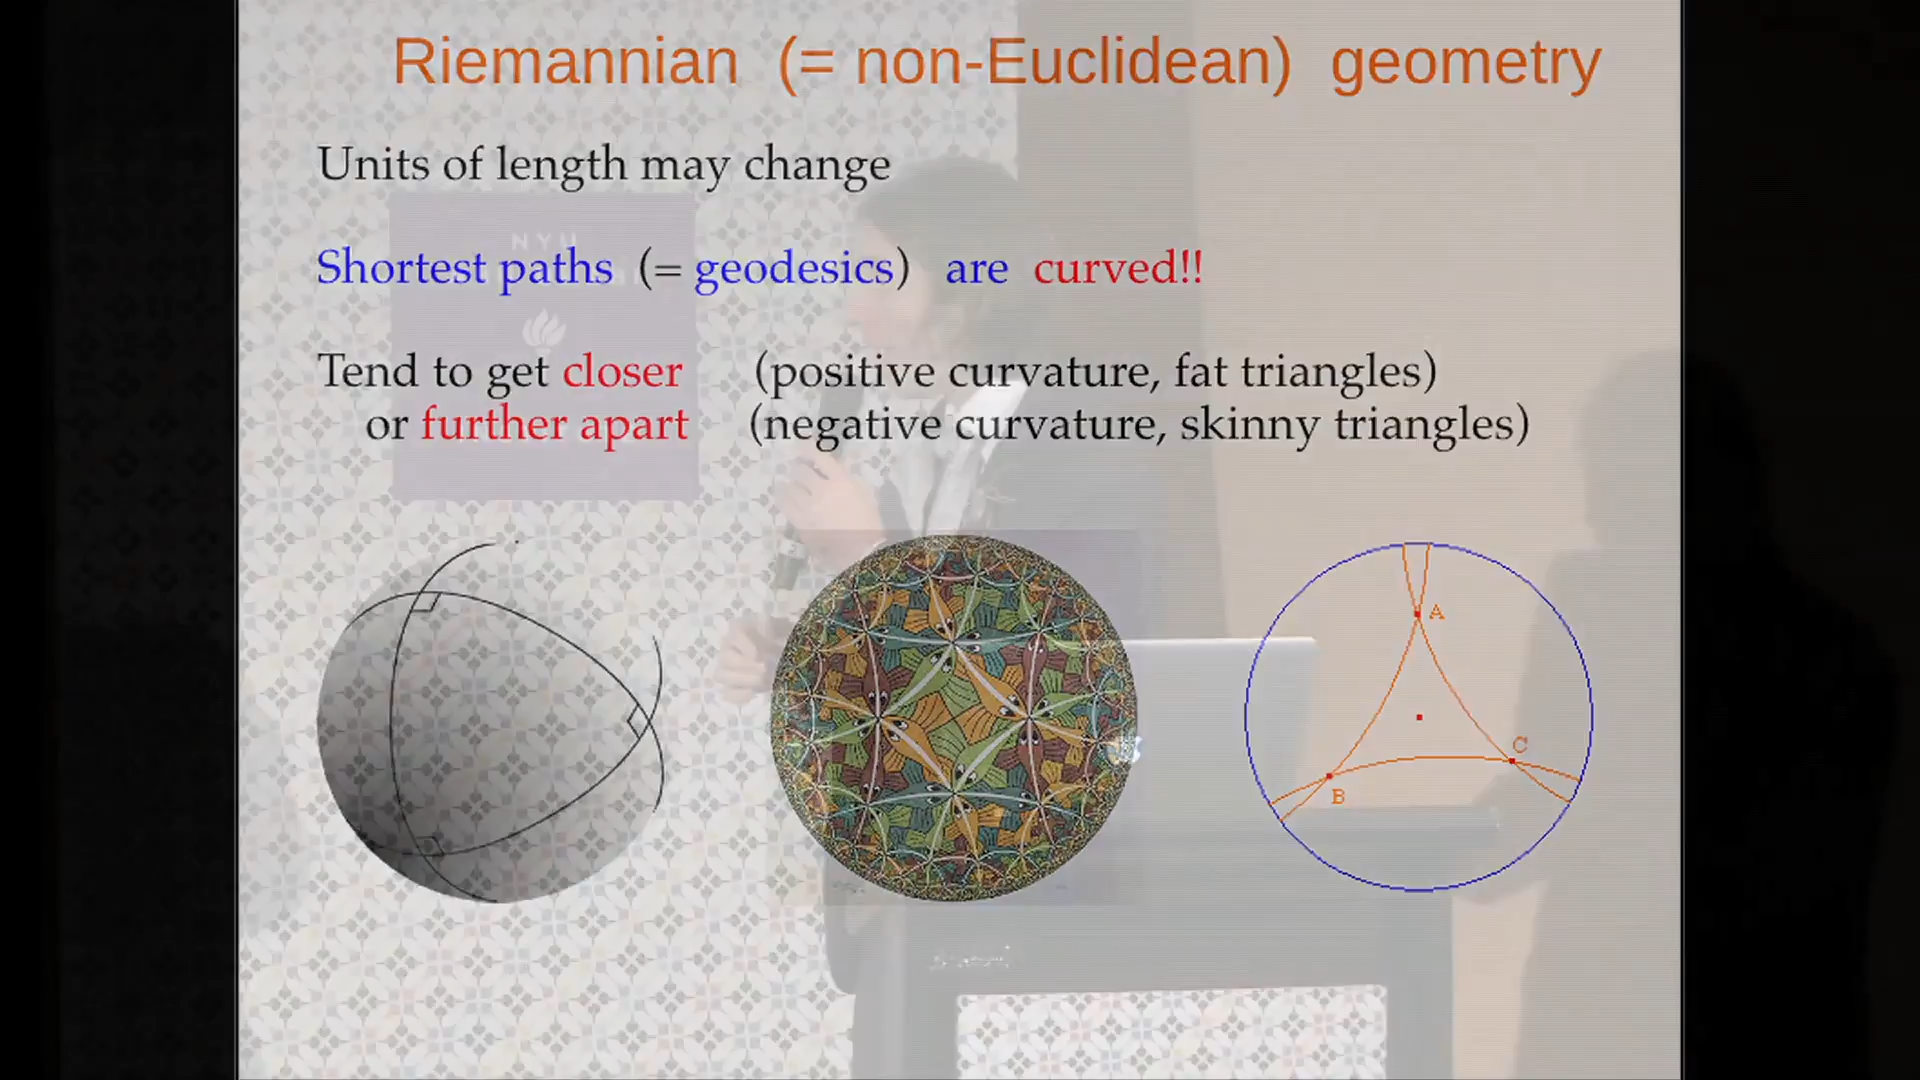 Riemannian (= non-Euclidean) geometry
Units of length may change
NYU
Shortest paths (= geodesics) are curved!!
Tend to get closer (positive curvature, fat triangles)
or further apart (negative curvature, skinny triangles)
A
C
B